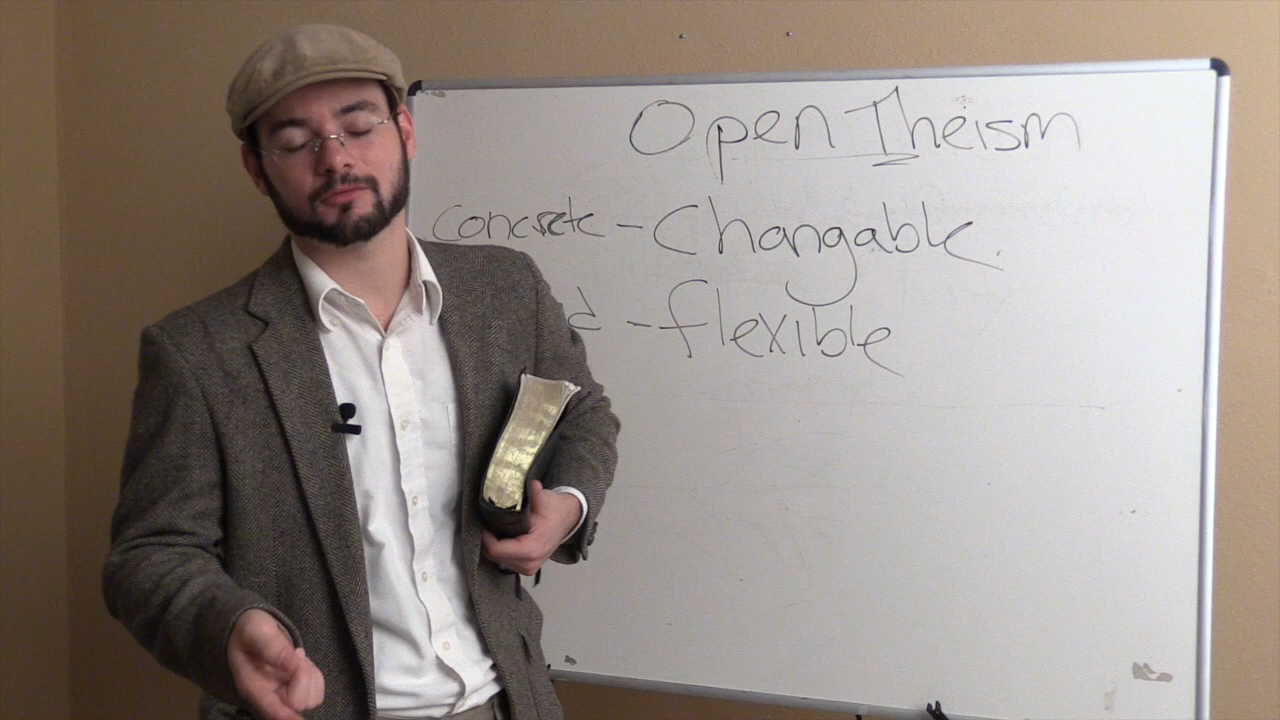 Open Theism
Concrete - Changable.
- flexible